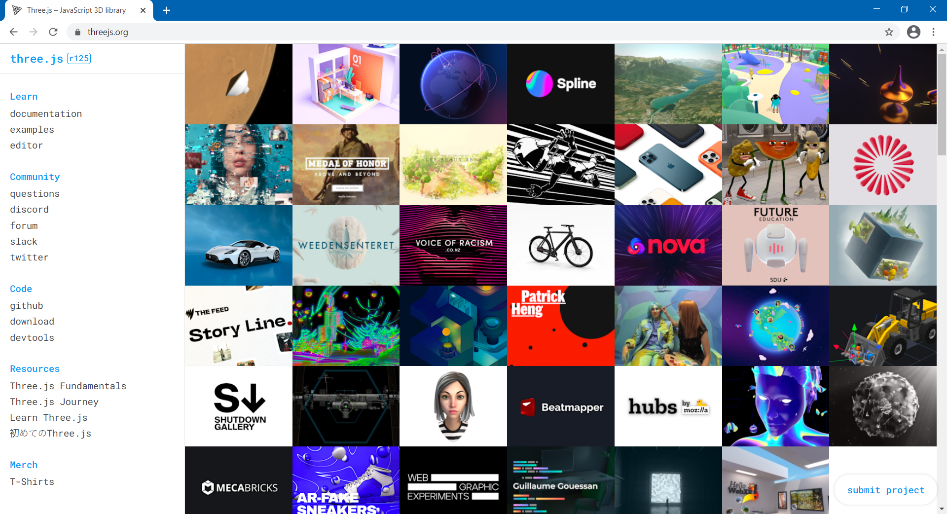 Three.js – JavaScript 3D library
threejs.org
three.js r125
Learn
documentation
examples
editor
Community
questions
discord
forum
slack
twitter
Code
github
download
devtools
Resources
Three.js Fundamentals
Three.js Journey
Learn Three.js
初めてのThree.js
Merch
T-Shirts
01
Spline
MEDAL OF HONOR
ABOVE AND BEYOND
WEEDENSENTERET
VOICE OF RACISM
.CO.NZ
nova
FUTURE
EDUCATION
SDU
SBS THE FEED
Story Line.
Patrick
Heng
SHUTDOWN
GALLERY
Beatmapper
hubs by
moz://a
MECABRICKS
AR-FAKE
SNEAKERS
WEB
GRAPHIC
EXPERIMENTS
Guillaume Gouessan
Hello
submit project